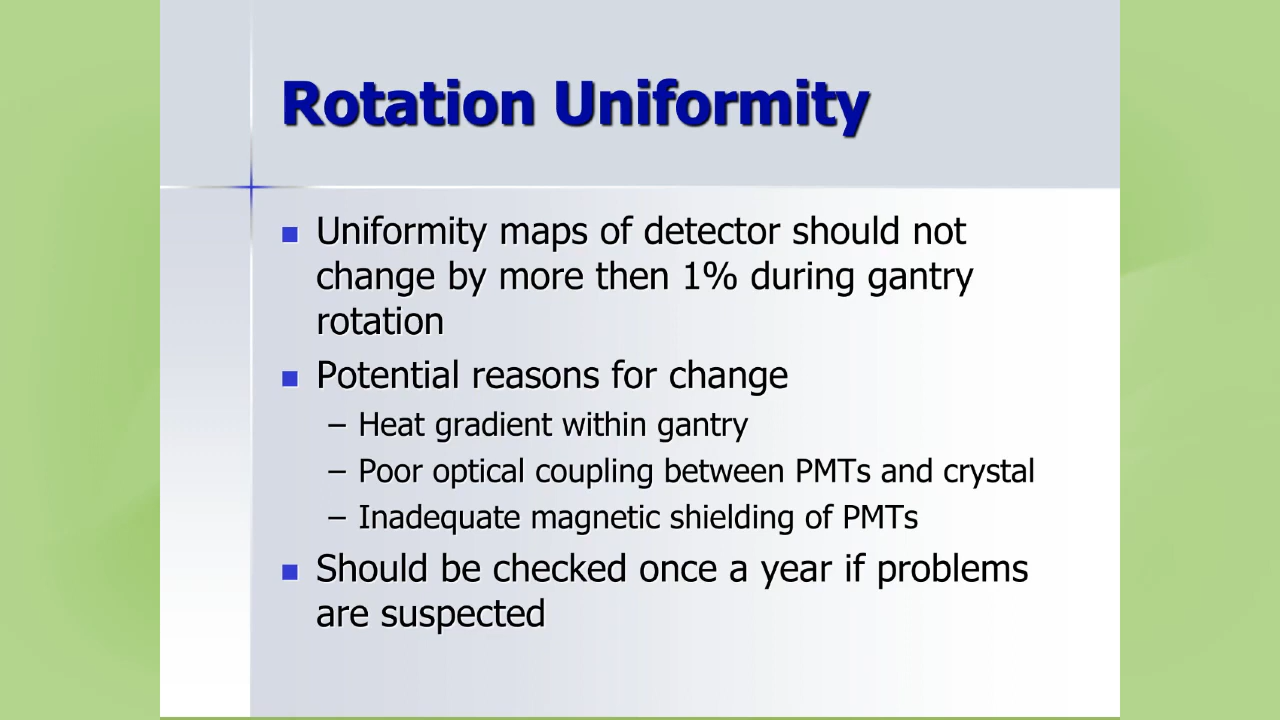 Rotation Uniformity
Uniformity maps of detector should not
change by more then 1% during gantry
rotation
Potential reasons for change
– Heat gradient within gantry
– Poor optical coupling between PMTs and crystal
– Inadequate magnetic shielding of PMTs
Should be checked once a year if problems
are suspected